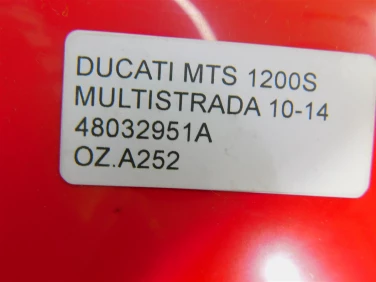 DUCATI MTS 1200S
MULTISTRADA 10-14
48032951A
OZ.A252